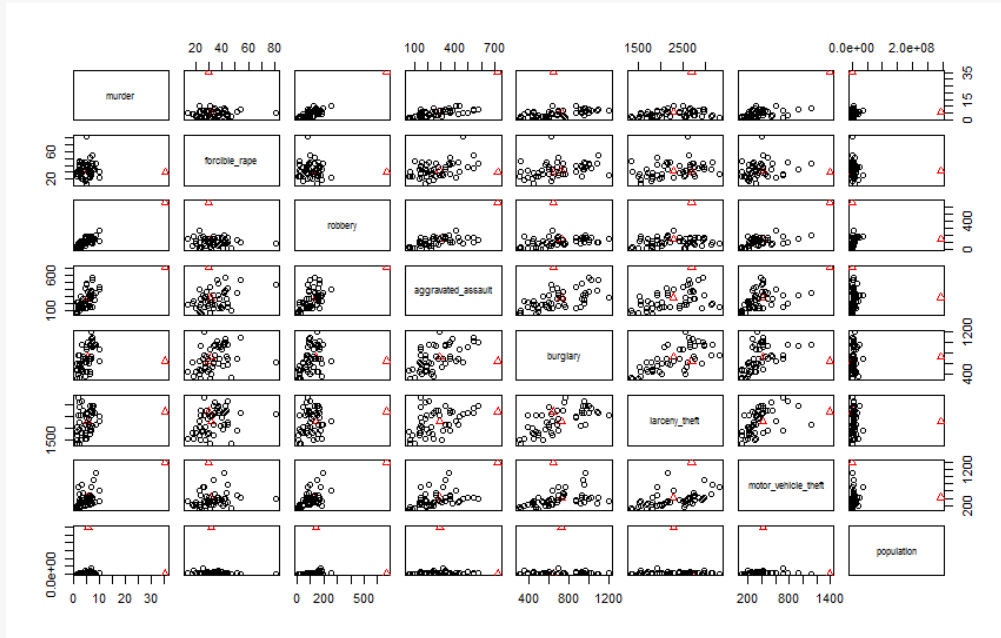 20 40 60 80
100 400 700
1500 2500
0.0e+00 2.0e+08
murder
0 15 35
20 60
forcible_rape
robbery
0 400
100 600
aggravated_assault
burglary
400 1200
1500
larceny_theft
motor_vehicle_theft
200 1200
0.0e+00
population
0 10 20 30
0 200 500
400 800 1200
200 800 1400